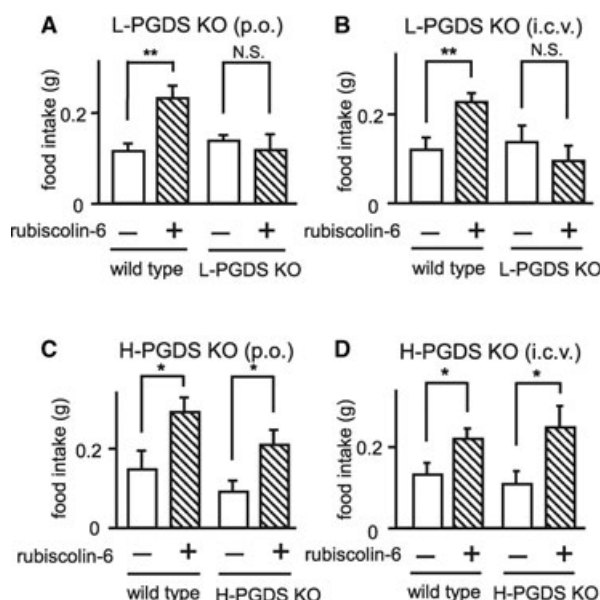 A L-PGDS KO (p.o.)
** N.S.
food intake (g)
0.2
0
rubiscolin-6 — + — +
wild type L-PGDS KO
B L-PGDS KO (i.c.v.)
** N.S.
food intake (g)
0.2
0
rubiscolin-6 — + — +
wild type L-PGDS KO
C H-PGDS KO (p.o.)
* *
food intake (g)
0.2
0
rubiscolin-6 — + — +
wild type H-PGDS KO
D H-PGDS KO (i.c.v.)
* *
food intake (g)
0.2
0
rubiscolin-6 — + — +
wild type H-PGDS KO